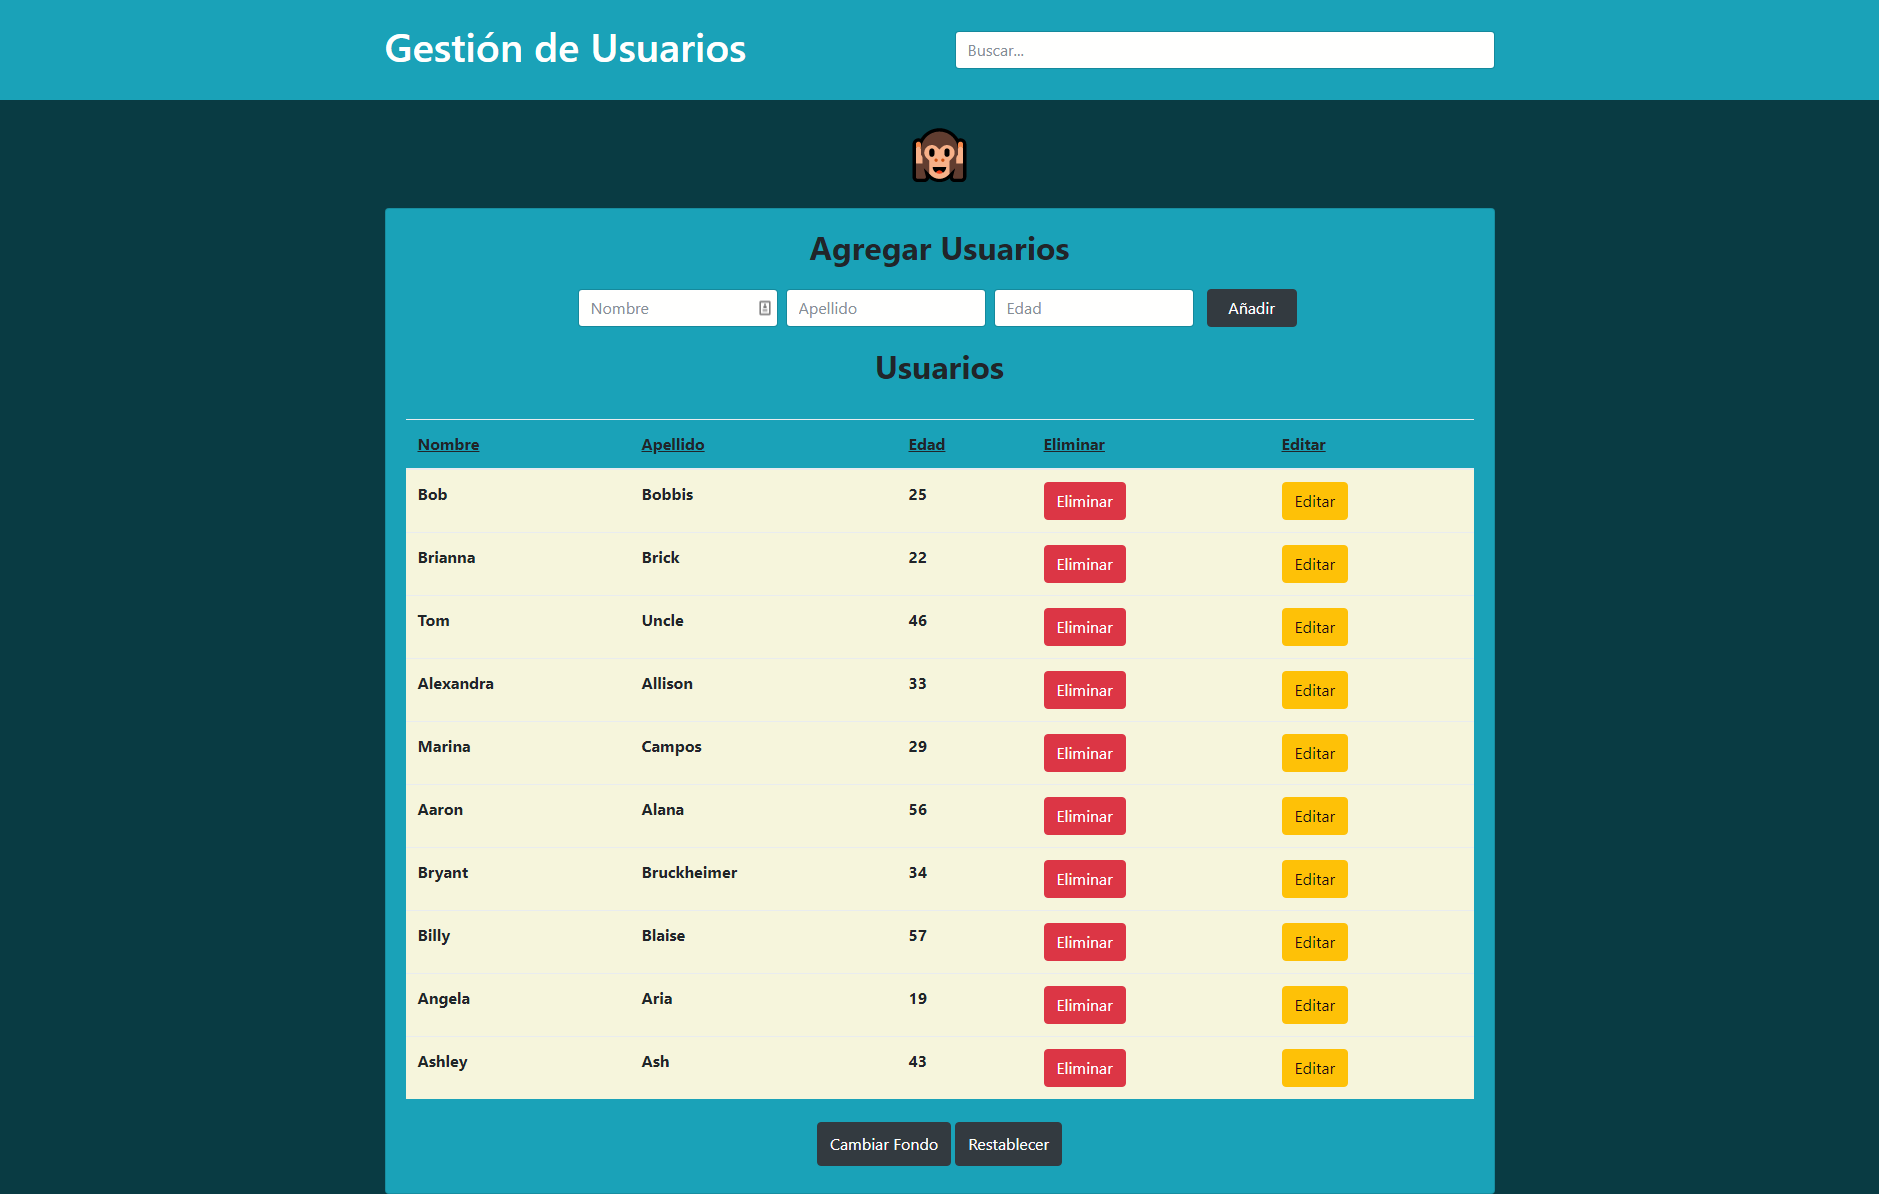 Gestión de Usuarios
Buscar...
Agregar Usuarios
Nombre Apellido Edad Añadir
Usuarios
Nombre Apellido Edad Eliminar Editar
Bob Bobbis 25 Eliminar Editar
Brianna Brick 22 Eliminar Editar
Tom Uncle 46 Eliminar Editar
Alexandra Allison 33 Eliminar Editar
Marina Campos 29 Eliminar Editar
Aaron Alana 56 Eliminar Editar
Bryant Bruckheimer 34 Eliminar Editar
Billy Blaise 57 Eliminar Editar
Angela Aria 19 Eliminar Editar
Ashley Ash 43 Eliminar Editar
Cambiar Fondo Restablecer